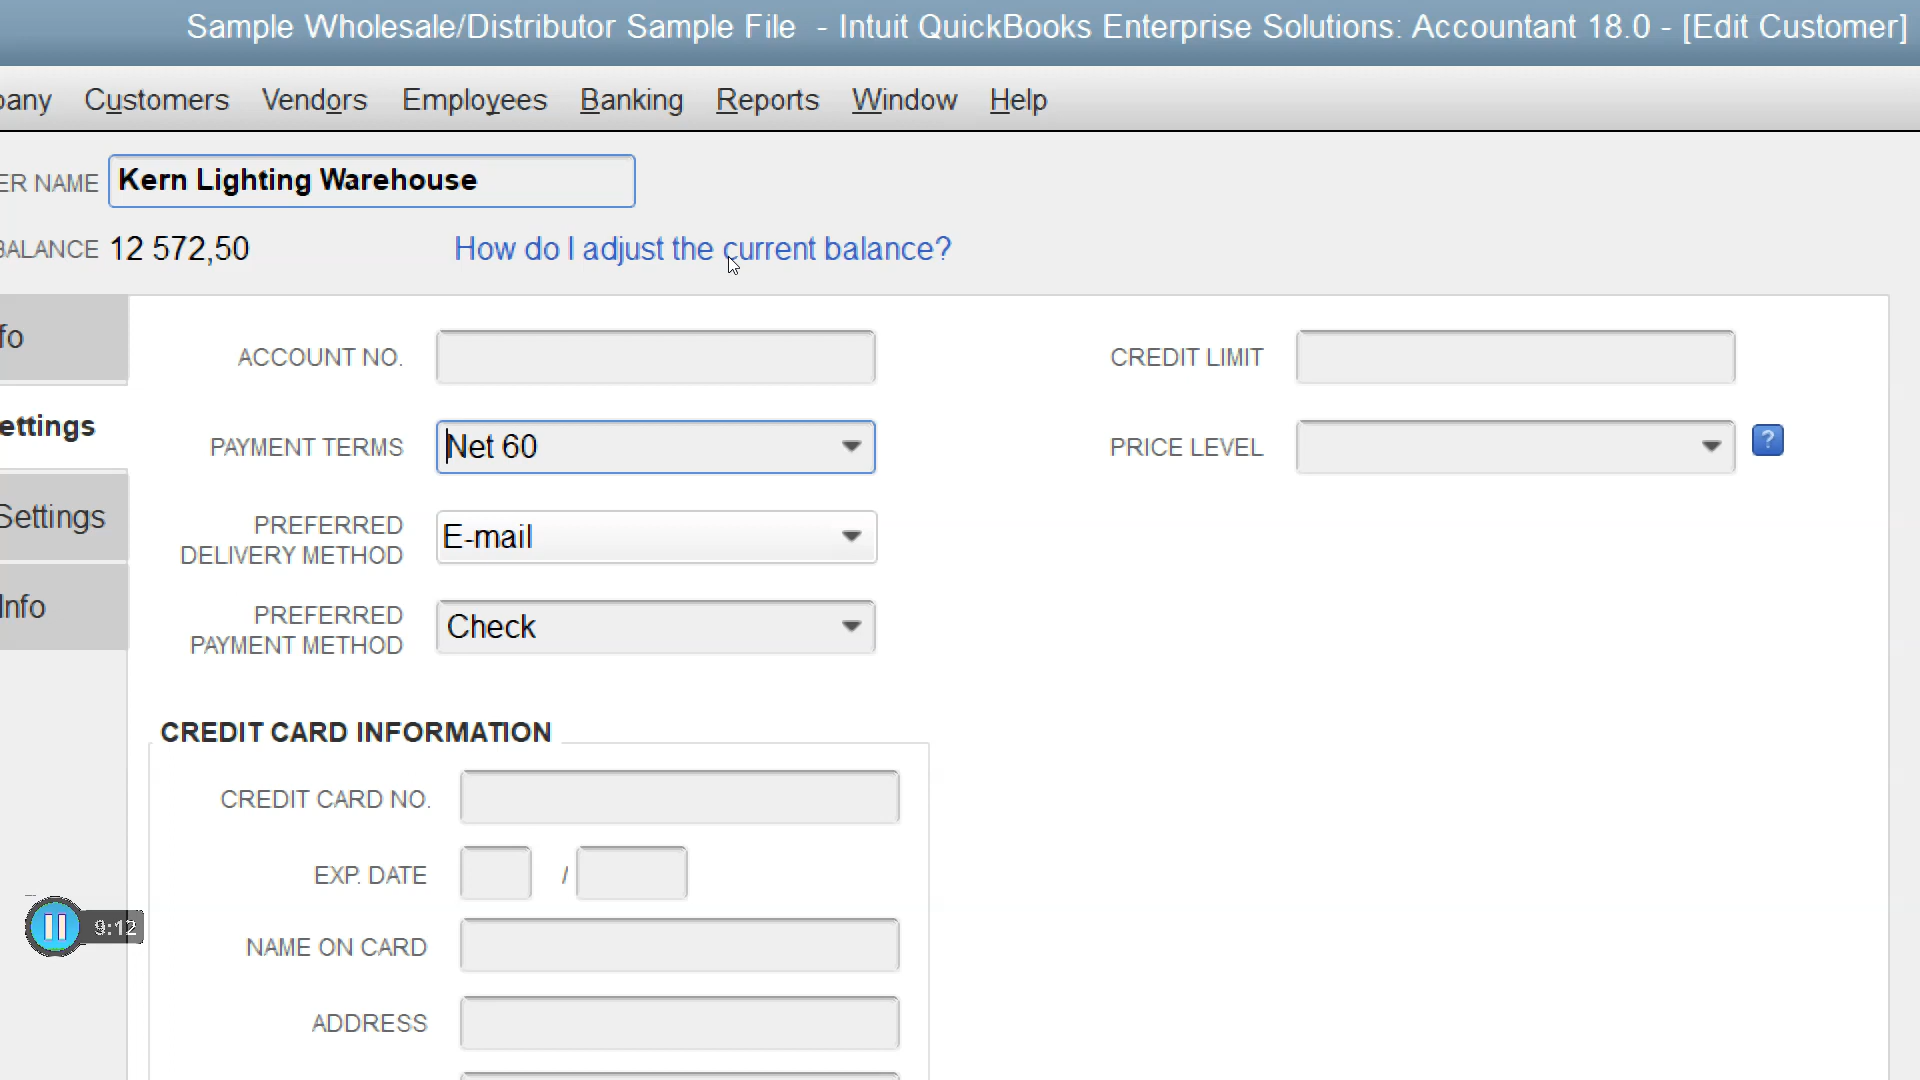 Sample Wholesale/Distributor Sample File - Intuit QuickBooks Enterprise Solutions: Accountant 18.0 - [Edit Customer]
pany Customers Vendors Employees Banking Reports Window Help
ER NAME Kern Lighting Warehouse
BALANCE 12 572,50 How do I adjust the current balance?
fo
ettings
Settings
Info
ACCOUNT NO.
CREDIT LIMIT
PAYMENT TERMS Net 60
PRICE LEVEL ?
PREFERRED
DELIVERY METHOD E-mail
PREFERRED
PAYMENT METHOD Check
CREDIT CARD INFORMATION
CREDIT CARD NO.
EXP. DATE /
NAME ON CARD
ADDRESS
9:12